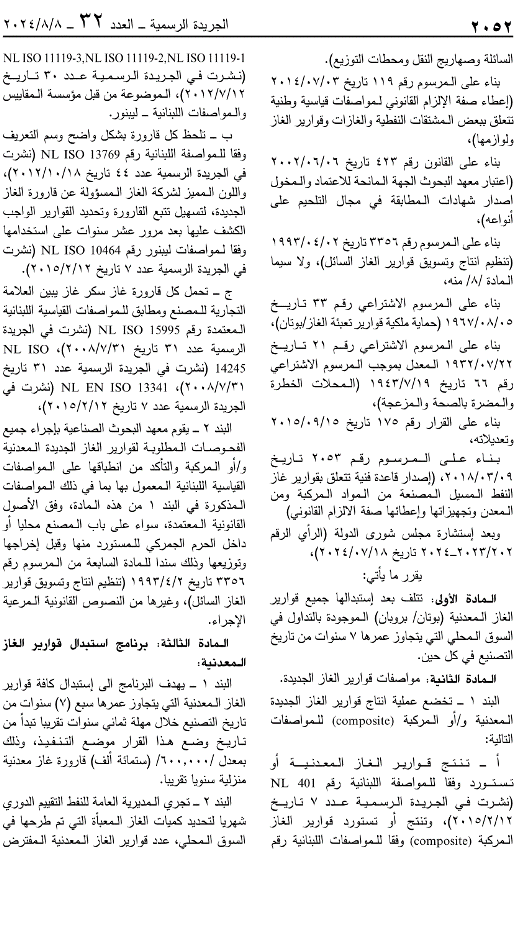 ٢٠٥٢
الجريدة الرسمية ــ العدد ٣٢ ــ ٢٠٢٤/٨/٨
السائلة وصهاريج النقل ومحطات التوزيع).
بناء على المرسوم رقم ١١٩ تاريخ ٢٠١٤/٠٧/٠٣
(إعطاء صفة الإلزام القانوني لمواصفات قياسية وطنية
تتعلق ببعض المشتقات النفطية والغازات وقوارير الغاز
ولوازمها)،
بناء على القانون رقم ٤٢٣ تاريخ ٢٠٠٢/٠٦/٠٦
(اعتبار معهد البحوث الجهة المانحة للاعتماد والمخول
اصدار شهادات المطابقة في مجال التلحيم على
أنواعه)،
بناء على المرسوم رقم ٣٣٥٦ تاريخ ١٩٩٣/٠٤/٠٢
(تنظيم انتاج وتسويق قوارير الغاز السائل)، ولا سيما
المادة /٨/ منه،
بناء على المرسوم الاشتراعي رقم ٣٣ تاريخ
١٩٦٧/٠٨/٠٥ (حماية ملكية قوارير تعبئة الغاز/بوتان)،
بناء على المرسوم الاشتراعي رقم ٢١ تاريخ
١٩٣٢/٠٧/٢٢ المعدل بموجب المرسوم الاشتراعي
رقم ٦٦ تاريخ ١٩٤٣/٧/١٩ (المحلات الخطرة
والمضرة بالصحة والمزعجة)،
بناء على القرار رقم ١٧٥ تاريخ ٢٠١٥/٠٩/١٥
وتعديلاته،
بناء على المرسوم رقم ٢٠٥٣ تاريخ
٢٠١٨/٠٣/٠٩، (إصدار قاعدة فنية تتعلق بقوارير غاز
النفط المسيل المصنعة من المواد المركبة ومن
المعدن وتجهيزاتها وإعطائها صفة الالزام القانوني)
وبعد إستشارة مجلس شورى الدولة (الرأي الرقم
٢٠٢٣/٢٠٢-٢٠٢٤ تاريخ ٢٠٢٤/٠٧/١٨)،
يقرر ما يأتي:
المادة الأولى: تتلف بعد إستبدالها جميع قوارير
الغاز المعدنية (بوتان/ بروبان) الموجودة بالتداول في
السوق المحلي التي يتجاوز عمرها ٧ سنوات من تاريخ
التصنيع في كل حين.
المادة الثانية: مواصفات قوارير الغاز الجديدة.
البند ١ ــ تخضع عملية انتاج قوارير الغاز الجديدة
المعدنية و/أو المركبة (composite) للمواصفات
التالية:
أ ــ تنتج قوارير الغاز المعدنية أو
تستورد وفقا للمواصفة اللبنانية رقم NL 401
(نشرت في الجريدة الرسمية عدد ٧ تاريخ
٢٠١٥/٢/١٢)، وتنتج أو تستورد قوارير الغاز
المركبة (composite) وفقا للمواصفات اللبنانية رقم
NL ISO 11119-3,NL ISO 11119-2,NL ISO 11119-1
(نشرت في الجريدة الرسمية عدد ٣٠ تاريخ
٢٠١٢/٧/١٢)، الموضوعة من قبل مؤسسة المقاييس
والمواصفات اللبنانية – ليبنور.
ب ــ تلحظ كل قارورة بشكل واضح وسم التعريف
وفقا للمواصفة اللبنانية رقم NL ISO 13769 (نشرت
في الجريدة الرسمية عدد ٤٤ تاريخ ٢٠١٢/١٠/١٨)،
واللون المميز لشركة الغاز المسؤولة عن قارورة الغاز
الجديدة، لتسهيل تتبع القارورة وتحديد القوارير الواجب
الكشف عليها بعد مرور عشر سنوات على استخدامها
وفقا لمواصفات ليبنور رقم NL ISO 10464 (نشرت
في الجريدة الرسمية عدد ٧ تاريخ ٢٠١٥/٢/١٢).
ج ــ تحمل كل قارورة غاز سكر غاز يبين العلامة
التجارية للمصنع ومطابق للمواصفات القياسية اللبنانية
المعتمدة رقم NL ISO 15995 (نشرت في الجريدة
الرسمية عدد ٣١ تاريخ ٢٠٠٨/٧/٣١)، NL ISO
14245 (نشرت في الجريدة الرسمية عدد ٣١ تاريخ
٢٠٠٨/٧/٣١)، NL EN ISO 13341 (نشرت في
الجريدة الرسمية عدد ٧ تاريخ ٢٠١٥/٢/١٢)،
البند ٢ ــ يقوم معهد البحوث الصناعية بإجراء جميع
الفحوصات المطلوبة لقوارير الغاز الجديدة المعدنية
و/أو المركبة والتأكد من انطباقها على المواصفات
القياسية اللبنانية المعمول بها بما في ذلك المواصفات
المذكورة في البند ١ من هذه المادة، وفق الأصول
القانونية المعتمدة، سواء على باب المصنع محليا أو
داخل الحرم الجمركي للمستورد منها وقبل إخراجها
وتوزيعها وذلك سندا للمادة السابعة من المرسوم رقم
٣٣٥٦ تاريخ ١٩٩٣/٤/٢ (تنظيم انتاج وتسويق قوارير
الغاز السائل)، وغيرها من النصوص القانونية المرعية
الإجراء.
المادة الثالثة: برنامج استبدال قوارير الغاز
المعدنية:
البند ١ ــ يهدف البرنامج الى إستبدال كافة قوارير
الغاز المعدنية التي يتجاوز عمرها سبع (٧) سنوات من
تاريخ التصنيع خلال مهلة ثماني سنوات تقريبا تبدأ من
تاريخ وضع هذا القرار موضع التنفيذ، وذلك
بمعدل /٦٠٠,٠٠٠/ (ستمائة ألف) قارورة غاز معدنية
منزلية سنويا تقريبا.
البند ٢ ــ تجري المديرية العامة للنفط التقييم الدوري
شهريا لتحديد كميات الغاز المعبأة التي تم طرحها في
السوق المحلي، عدد قوارير الغاز المعدنية المفترض